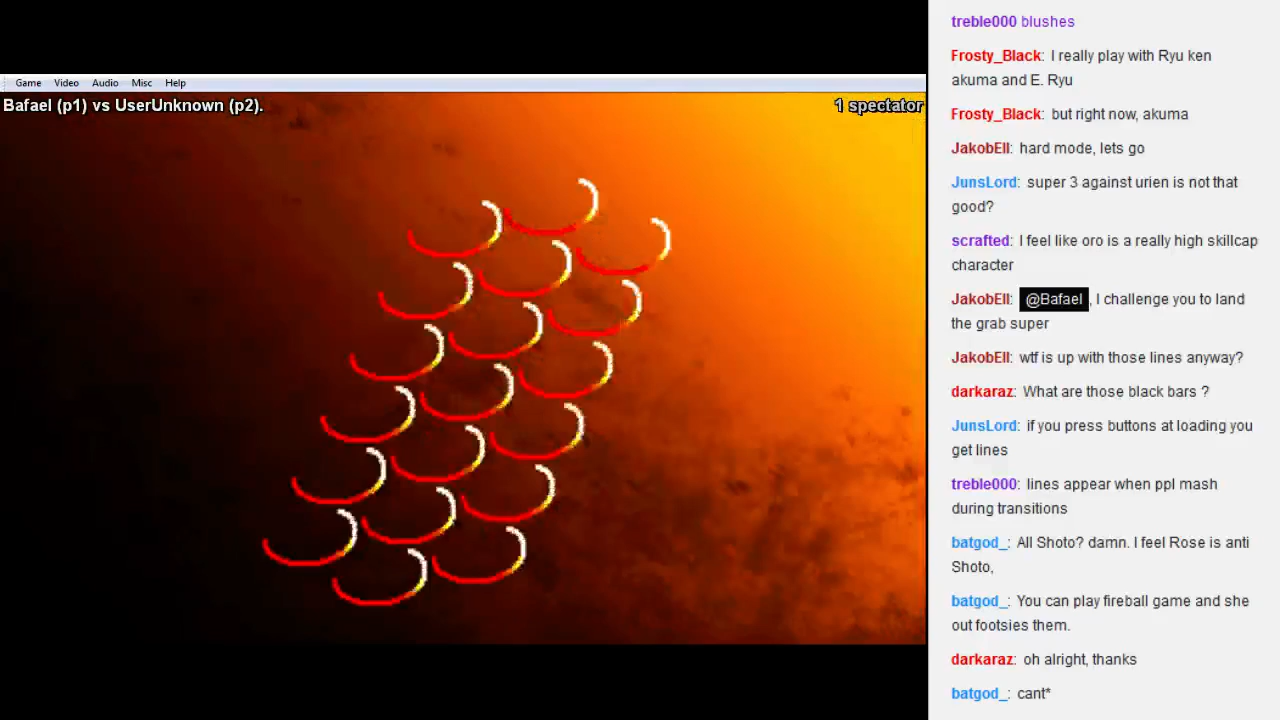 Game Video Audio Misc Help
Bafael (p1) vs UserUnknown (p2).
1 spectator
treble000 blushes
Frosty_Black: I really play with Ryu ken
akuma and E. Ryu
Frosty_Black: but right now, akuma
JakobEll: hard mode, lets go
JunsLord: super 3 against urien is not that
good?
scrafted: I feel like oro is a really high skillcap
character
JakobEll: @Bafael , I challenge you to land
the grab super
JakobEll: wtf is up with those lines anyway?
darkaraz: What are those black bars ?
JunsLord: if you press buttons at loading you
get lines
treble000: lines appear when ppl mash
during transitions
batgod_: All Shoto? damn. I feel Rose is anti
Shoto,
batgod_: You can play fireball game and she
out footsies them.
darkaraz: oh alright, thanks
batgod_: cant*